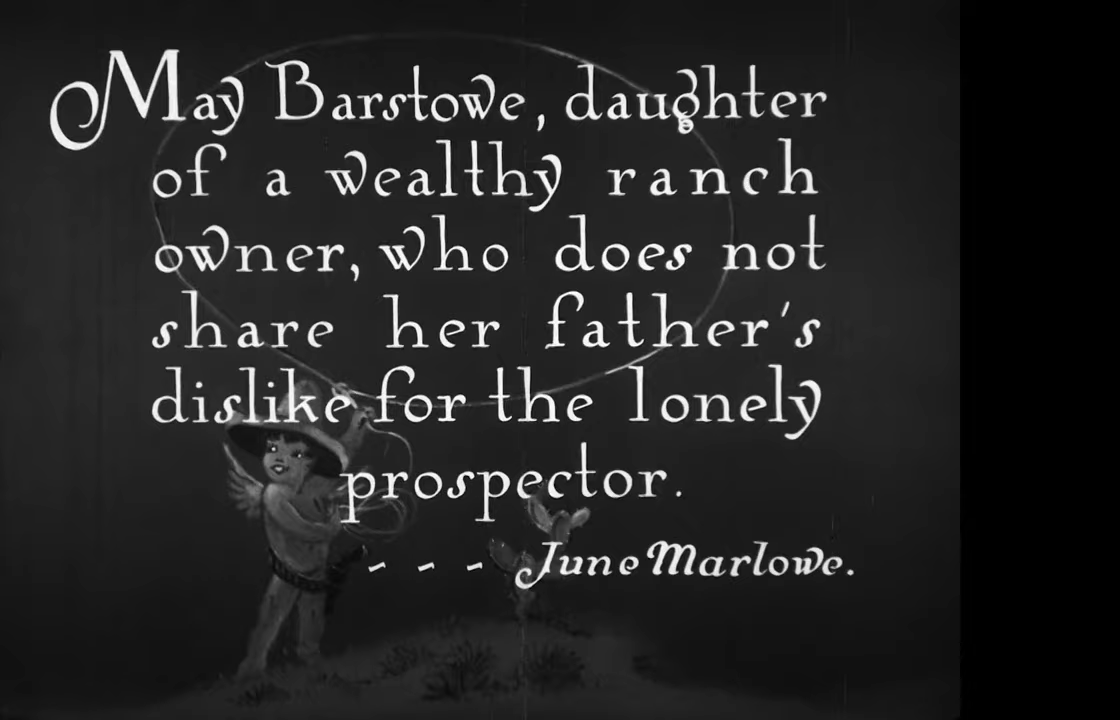 May Barstowe, daughter
of a wealthy ranch
owner, who does not
share her father's
dislike for the lonely
prospector.
- - - June Marlowe.